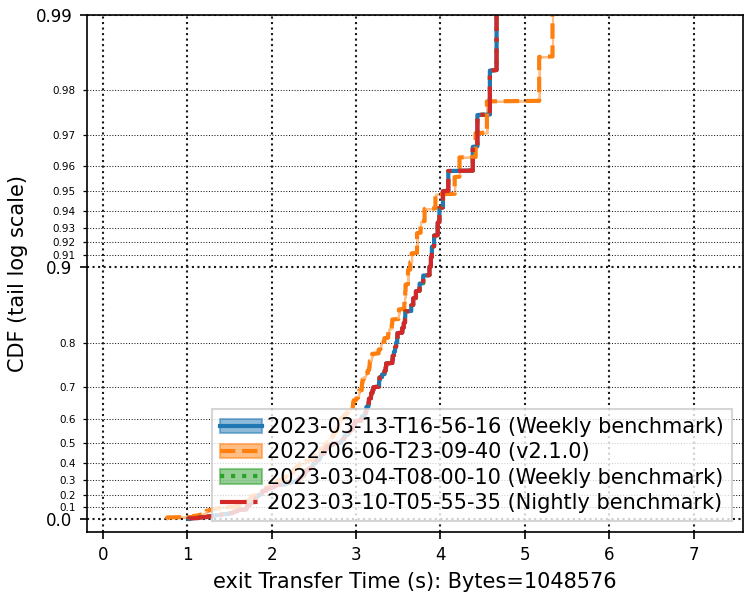 0.99
0.98
0.97
0.96
0.95
0.94
0.93
0.92
0.91
0.9
0.8
0.7
0.6
0.5
0.4
0.3
0.2
0.1
0.0
CDF (tail log scale)
2023-03-13-T16-56-16 (Weekly benchmark)
2022-06-06-T23-09-40 (v2.1.0)
2023-03-04-T08-00-10 (Weekly benchmark)
2023-03-10-T05-55-35 (Nightly benchmark)
0 1 2 3 4 5 6 7
exit Transfer Time (s): Bytes=1048576